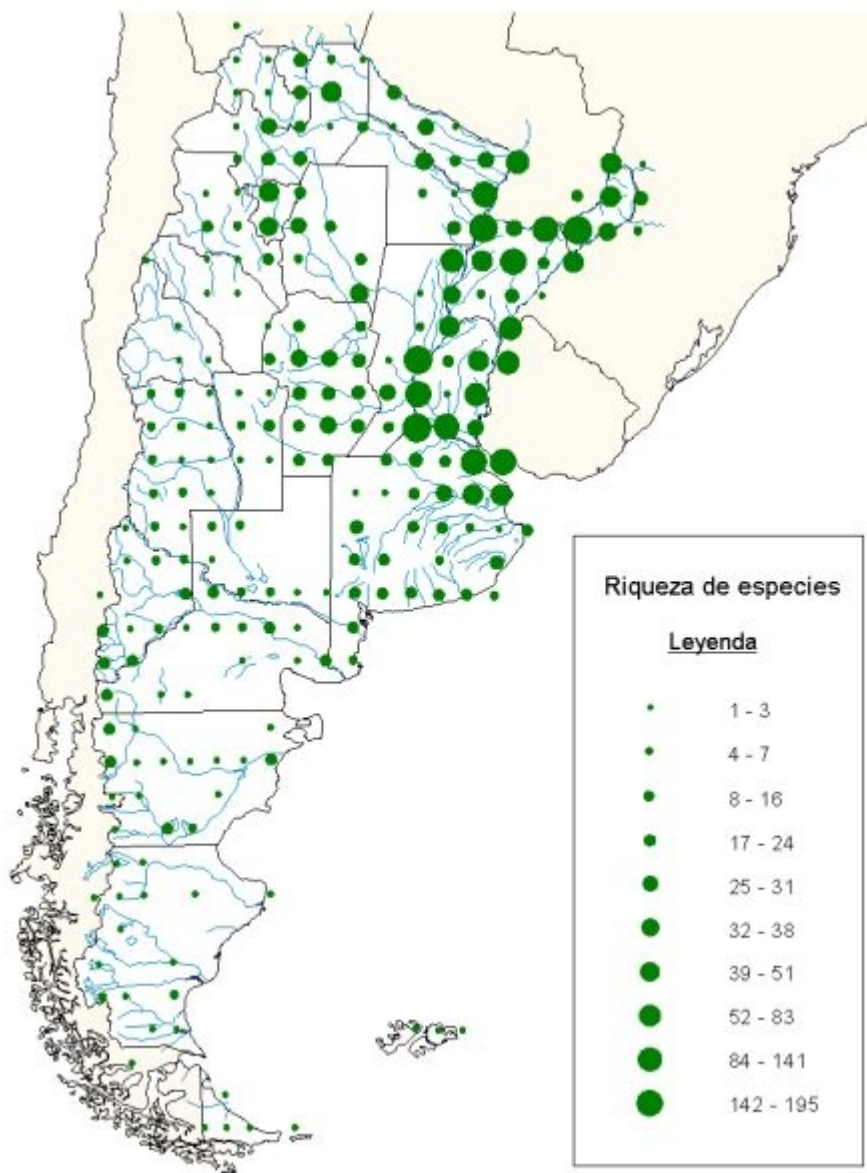 Riqueza de especies
Leyenda
1 - 3
4 - 7
8 - 16
17 - 24
25 - 31
32 - 38
39 - 51
52 - 83
84 - 141
142 - 195